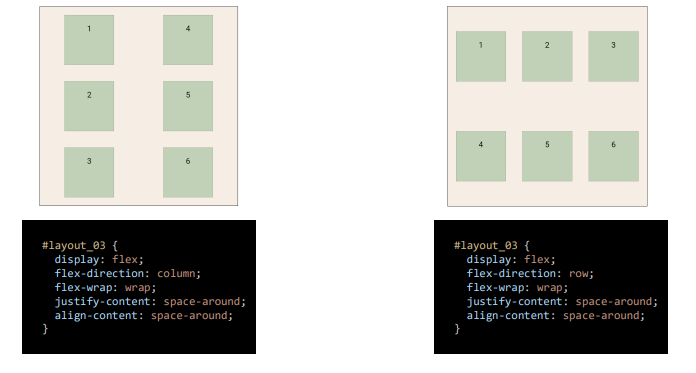 1 4
2 5
3 6
#layout_03 {
display: flex;
flex-direction: column;
flex-wrap: wrap;
justify-content: space-around;
align-content: space-around;
}
1 2 3
4 5 6
#layout_03 {
display: flex;
flex-direction: row;
flex-wrap: wrap;
justify-content: space-around;
align-content: space-around;
}